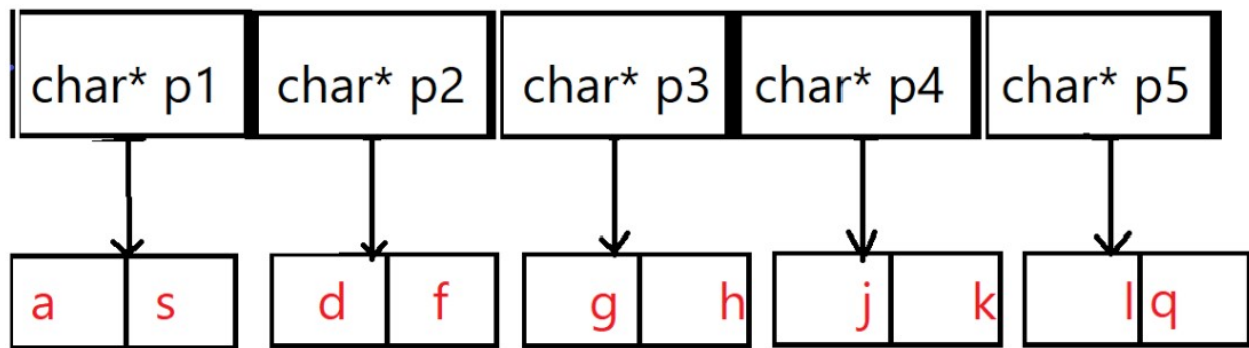 char* p1 char* p2 char* p3 char* p4 char* p5
a s d f g h j k l q